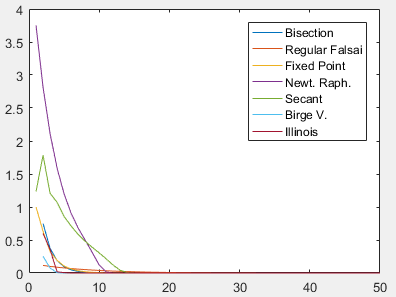 4
3.5
3
2.5
2
1.5
1
0.5
0
0 10 20 30 40 50
Bisection
Regular Falsai
Fixed Point
Newt. Raph.
Secant
Birge V.
Illinois